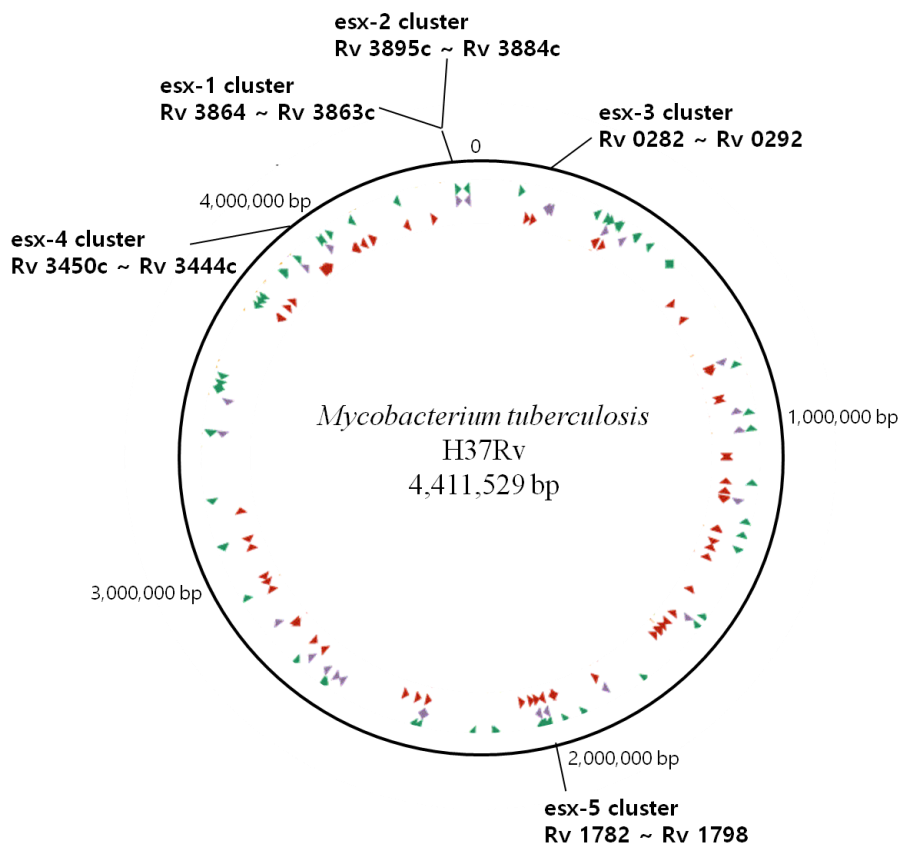 esx-2 cluster
Rv 3895c ~ Rv 3884c
esx-1 cluster
Rv 3864 ~ Rv 3863c
esx-3 cluster
Rv 0282 ~ Rv 0292
0
4,000,000 bp
esx-4 cluster
Rv 3450c ~ Rv 3444c
Mycobacterium tuberculosis
H37Rv
4,411,529 bp
1,000,000 bp
3,000,000 bp
2,000,000 bp
esx-5 cluster
Rv 1782 ~ Rv 1798